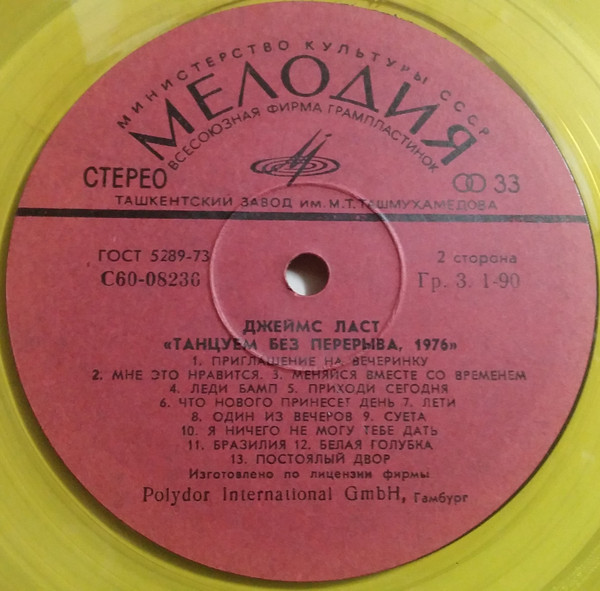 МИНИСТЕРСТВО КУЛЬТУРЫ СССР
МЕЛОДИЯ
ВСЕСОЮЗНАЯ ФИРМА ГРАМПЛАСТИНОК
СТЕРЕО 33
ТАШКЕНТСКИЙ ЗАВОД ИМ. М.Т. ТАШМУХАМЕДОВА
ГОСТ 5289-73 2 сторона
С60-08236 Гр. 3. 1-90
ДЖЕЙМС ЛАСТ
«ТАНЦУЕМ БЕЗ ПЕРЕРЫВА, 1976»
1. ПРИГЛАШЕНИЕ НА ВЕЧЕРИНКУ
2. МНЕ ЭТО НРАВИТСЯ. 3. МЕНЯЙСЯ ВМЕСТЕ СО ВРЕМЕНЕМ
4. ЛЕДИ БАМП 5. ПРИХОДИ СЕГОДНЯ
6. ЧТО НОВОГО ПРИНЕСЕТ ДЕНЬ 7. ЛЕТИ
8. ОДИН ИЗ ВЕЧЕРОВ 9. СУЕТА
10. Я НИЧЕГО НЕ МОГУ ТЕБЕ ДАТЬ
11. БРАЗИЛИЯ 12. БЕЛАЯ ГОЛУБКА
13. ПОСТОЯЛЫЙ ДВОР
Изготовлено по лицензии фирмы
Polydor International GmbH, Гамбург